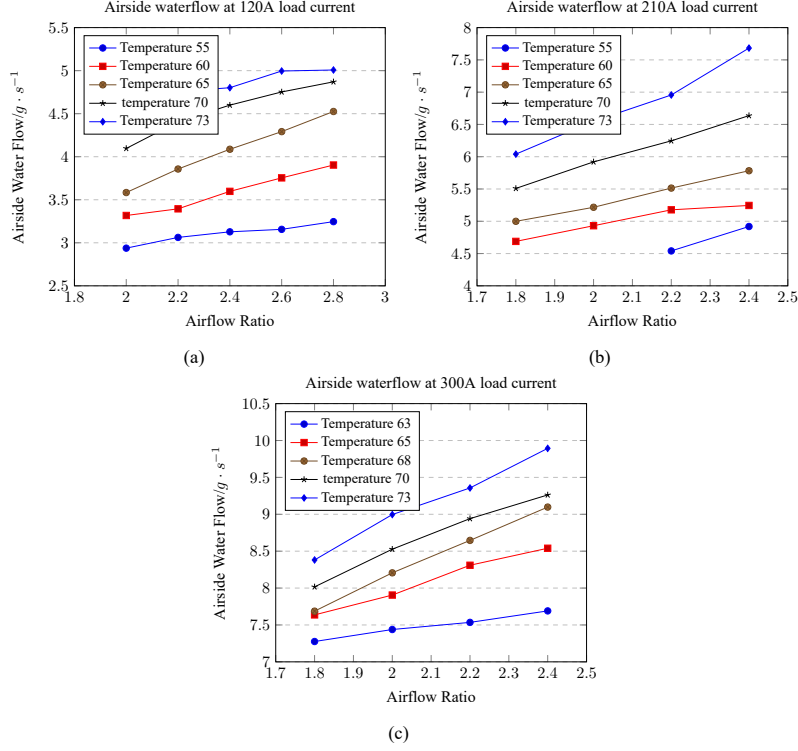 Airside waterflow at 120A load current
Airside Water Flow/g · s⁻¹
5.5
5
4.5
4
3.5
3
2.5
Temperature 55
Temperature 60
Temperature 65
temperature 70
Temperature 73
1.8
2
2.2
2.4
2.6
2.8
3
Airflow Ratio
(a)
Airside waterflow at 210A load current
Airside Water Flow/g · s⁻¹
8
7.5
7
6.5
6
5.5
5
4.5
4
Temperature 55
Temperature 60
Temperature 65
temperature 70
Temperature 73
1.7
1.8
1.9
2
2.1
2.2
2.3
2.4
2.5
Airflow Ratio
(b)
Airside waterflow at 300A load current
Airside Water Flow/g · s⁻¹
10.5
10
9.5
9
8.5
8
7.5
7
Temperature 63
Temperature 65
Temperature 68
temperature 70
Temperature 73
1.7
1.8
1.9
2
2.1
2.2
2.3
2.4
2.5
Airflow Ratio
(c)